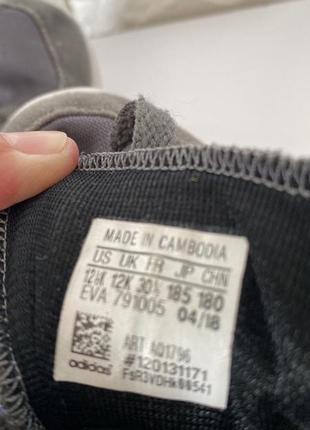 MADE IN CAMBODIA
US UK FR JP CHN
12½K 12K 30½ 185 180
EVA 791005 04/18
ART AQ1796
#120131171
adidas